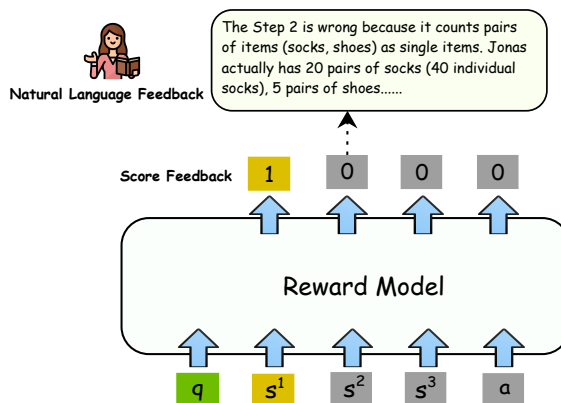 The Step 2 is wrong because it counts pairs
of items (socks, shoes) as single items. Jonas
actually has 20 pairs of socks (40 individual
socks), 5 pairs of shoes......
Natural Language Feedback
Score Feedback
1 0 0 0
Reward Model
q s¹ s² s³ a